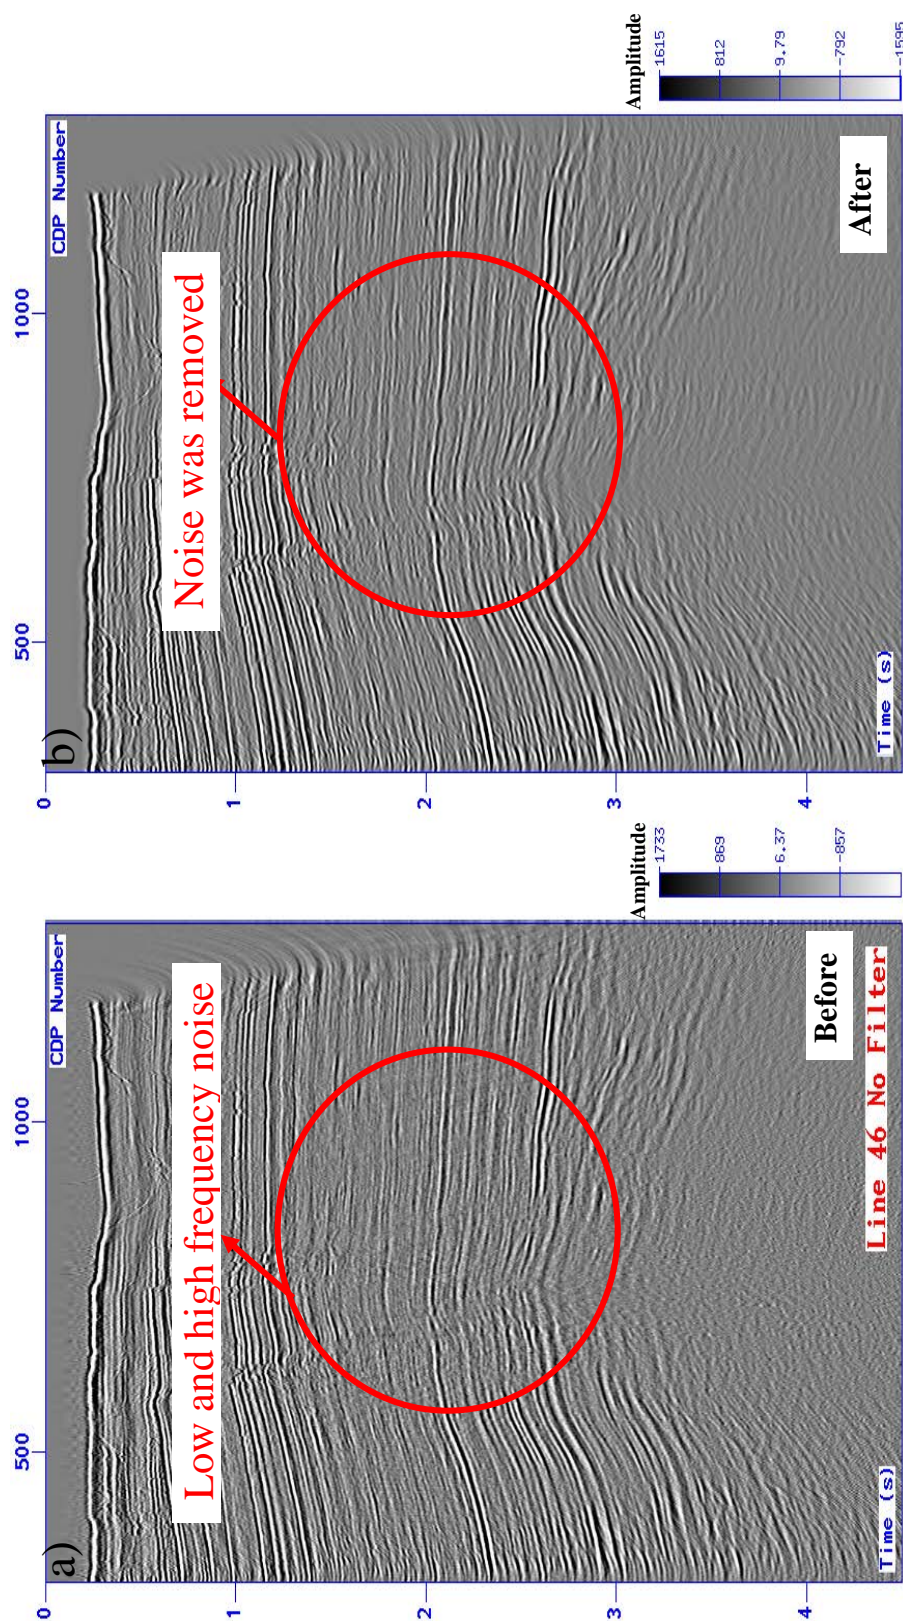 a)
CDP Number
500
1000
0
1
2
3
4
Time (s)
Low and high frequency noise
Before
Line 46 No Filter
Amplitude
1733
869
6.37
-857
b)
CDP Number
500
1000
0
1
2
3
4
Time (s)
Noise was removed
After
Amplitude
1615
812
9.79
-792
-1595